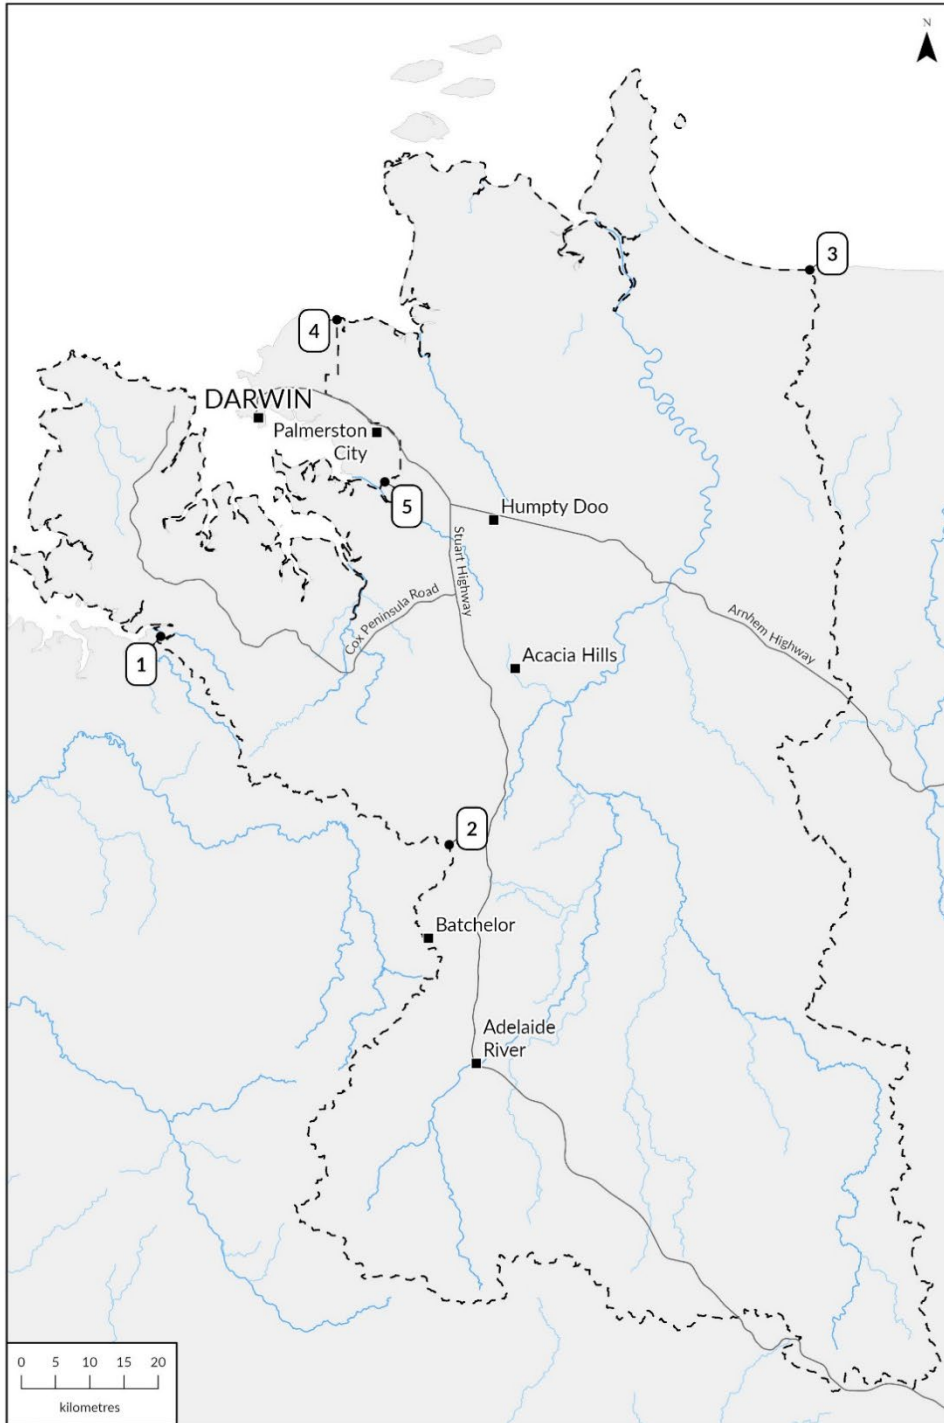 N
3
4
DARWIN
Palmerston
City
5
Humpty Doo
Stuart Highway
Cox Peninsula Road
Arnhem Highway
1
Acacia Hills
2
Batchelor
Adelaide
River
0 5 10 15 20
kilometres